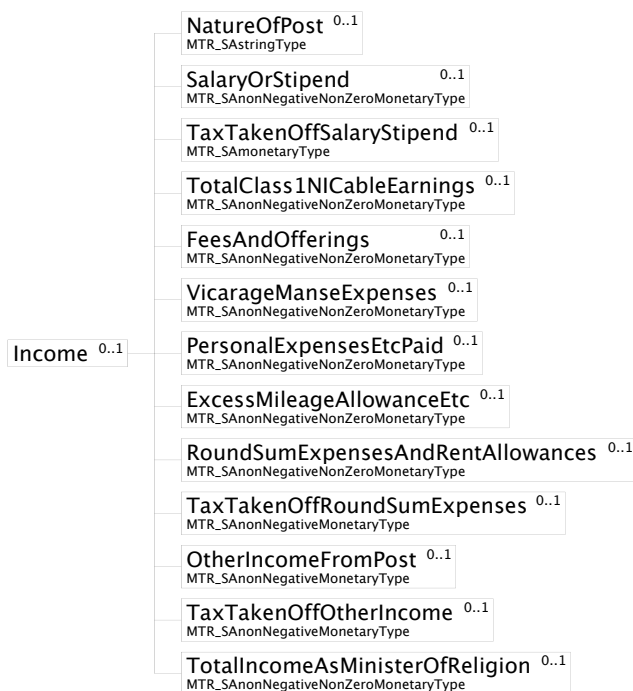 NatureOfPost 0..1
MTR_SAstringType
SalaryOrStipend 0..1
MTR_SAnonNegativeNonZeroMonetaryType
TaxTakenOffSalaryStipend 0..1
MTR_SAmonetaryType
TotalClass1NICableEarnings 0..1
MTR_SAnonNegativeNonZeroMonetaryType
FeesAndOfferings 0..1
MTR_SAnonNegativeNonZeroMonetaryType
VicarageManseExpenses 0..1
MTR_SAnonNegativeNonZeroMonetaryType
Income 0..1
PersonalExpensesEtcPaid 0..1
MTR_SAnonNegativeNonZeroMonetaryType
ExcessMileageAllowanceEtc 0..1
MTR_SAnonNegativeNonZeroMonetaryType
RoundSumExpensesAndRentAllowances 0..1
MTR_SAnonNegativeNonZeroMonetaryType
TaxTakenOffRoundSumExpenses 0..1
MTR_SAnonNegativeMonetaryType
OtherIncomeFromPost 0..1
MTR_SAnonNegativeMonetaryType
TaxTakenOffOtherIncome 0..1
MTR_SAnonNegativeMonetaryType
TotalIncomeAsMinisterOfReligion 0..1
MTR_SAnonNegativeMonetaryType